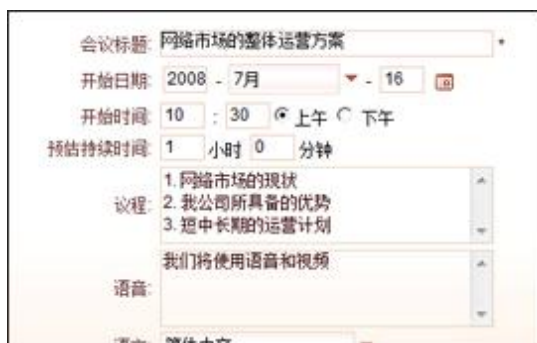 会议标题: 网络市场的整体运营方案 *
开始日期: 2008 - 7月 - 16
开始时间: 10 : 30 上午 下午
预估持续时间: 1 小时 0 分钟
议程: 1. 网络市场的现状
2. 我公司所具备的优势
3. 短中长期的运营计划
语音: 我们将使用语音和视频